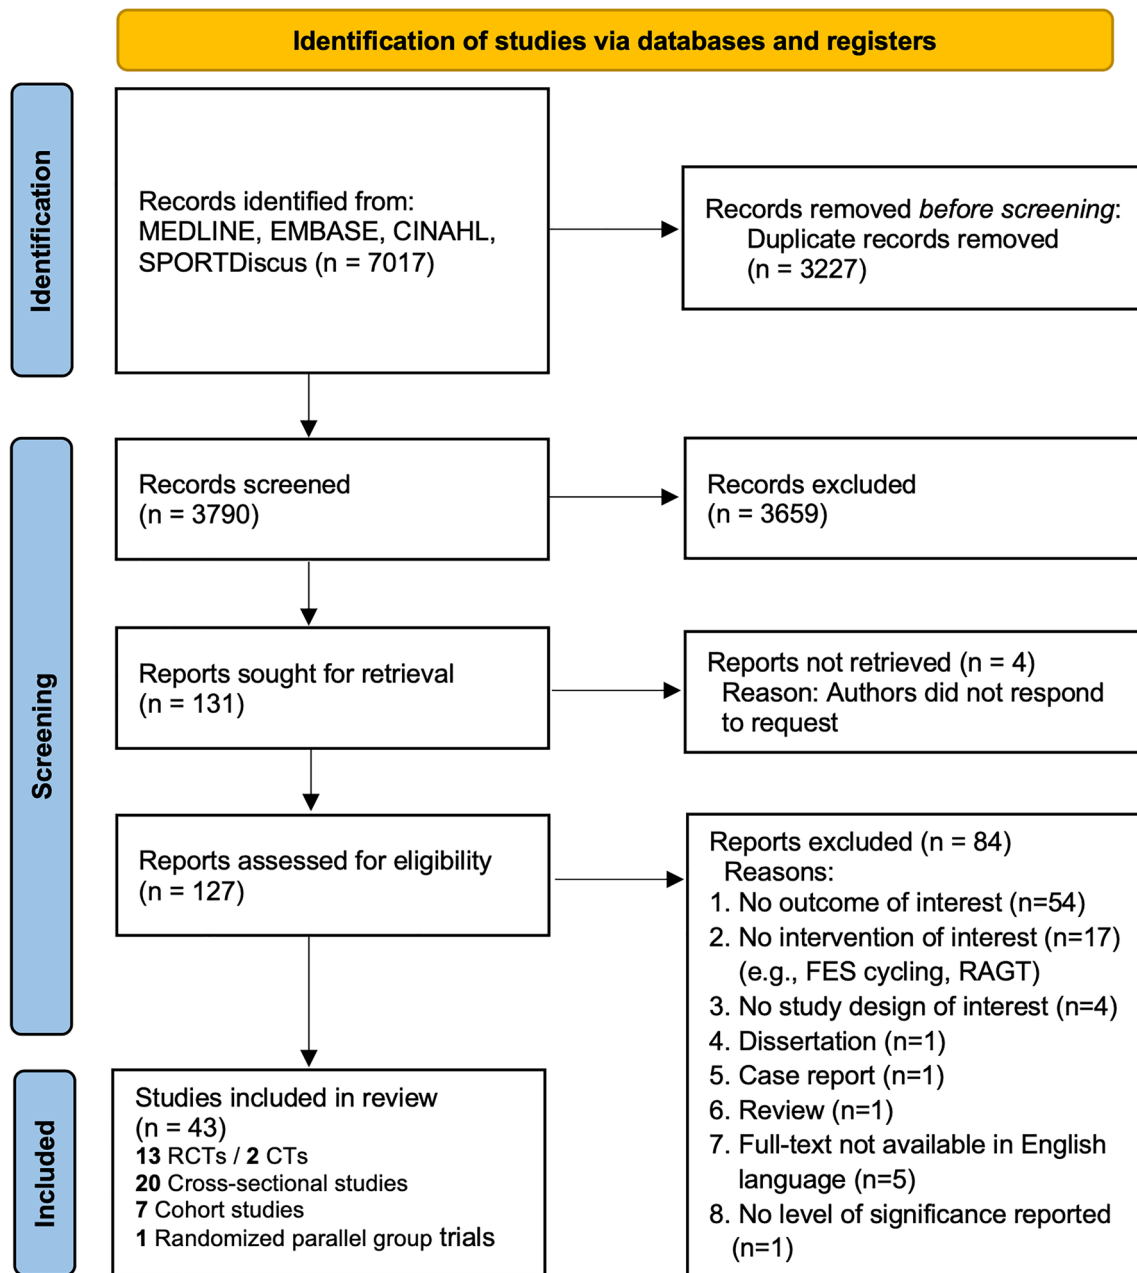 Identification of studies via databases and registers
Identification
Records identified from:
MEDLINE, EMBASE, CINAHL,
SPORTDiscus (n = 7017)
Records removed before screening:
Duplicate records removed
(n = 3227)
Screening
Records screened
(n = 3790)
Records excluded
(n = 3659)
Reports sought for retrieval
(n = 131)
Reports not retrieved (n = 4)
Reason: Authors did not respond
to request
Reports assessed for eligibility
(n = 127)
Reports excluded (n = 84)
Reasons:
1. No outcome of interest (n=54)
2. No intervention of interest (n=17)
(e.g., FES cycling, RAGT)
3. No study design of interest (n=4)
4. Dissertation (n=1)
5. Case report (n=1)
6. Review (n=1)
7. Full-text not available in English
language (n=5)
8. No level of significance reported
(n=1)
Included
Studies included in review
(n = 43)
13 RCTs / 2 CTs
20 Cross-sectional studies
7 Cohort studies
1 Randomized parallel group trials